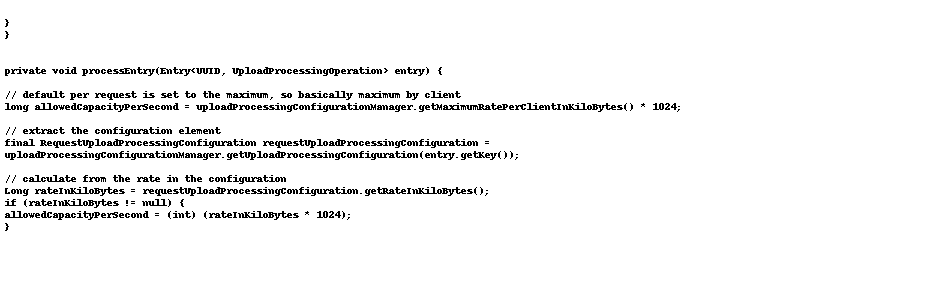 }
}
private void processEntry(Entry<UUID, UploadProcessingOperation> entry) {
// default per request is set to the maximum, so basically maximum by client
long allowedCapacityPerSecond = uploadProcessingConfigurationManager.getMaximumRatePerClientInKiloBytes() * 1024;
// extract the configuration element
final RequestUploadProcessingConfiguration requestUploadProcessingConfiguration =
uploadProcessingConfigurationManager.getUploadProcessingConfiguration(entry.getKey());
// calculate from the rate in the configuration
Long rateInKiloBytes = requestUploadProcessingConfiguration.getRateInKiloBytes();
if (rateInKiloBytes != null) {
allowedCapacityPerSecond = (int) (rateInKiloBytes * 1024);
}